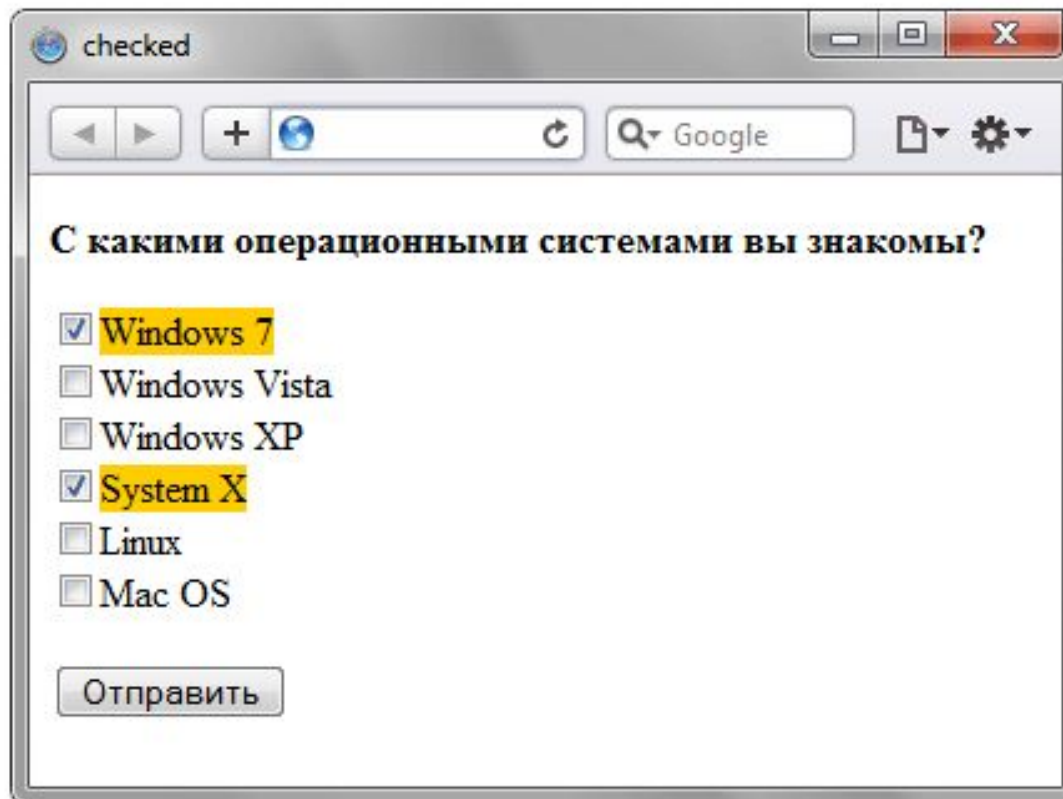 checked
Google
С какими операционными системами вы знакомы?
Windows 7
Windows Vista
Windows XP
System X
Linux
Mac OS
Отправить